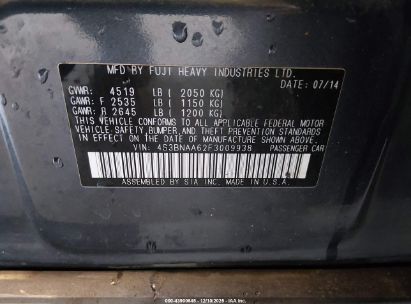 MFD BY FUJI HEAVY INDUSTRIES LTD.
DATE: 07/14
GVWR: 4519 LB ( 2050 KG)
GAWR: F 2535 LB ( 1150 KG)
GAWR: R 2645 LB ( 1200 KG)
THIS VEHICLE CONFORMS TO ALL APPLICABLE FEDERAL MOTOR
VEHICLE SAFETY, BUMPER, AND THEFT PREVENTION STANDARDS
IN EFFECT ON THE DATE OF MANUFACTURE SHOWN ABOVE.
VIN: 4S3BNAA62F3009938 PASSENGER CAR
ASSEMBLED BY SIA INC. MADE IN U.S.A.